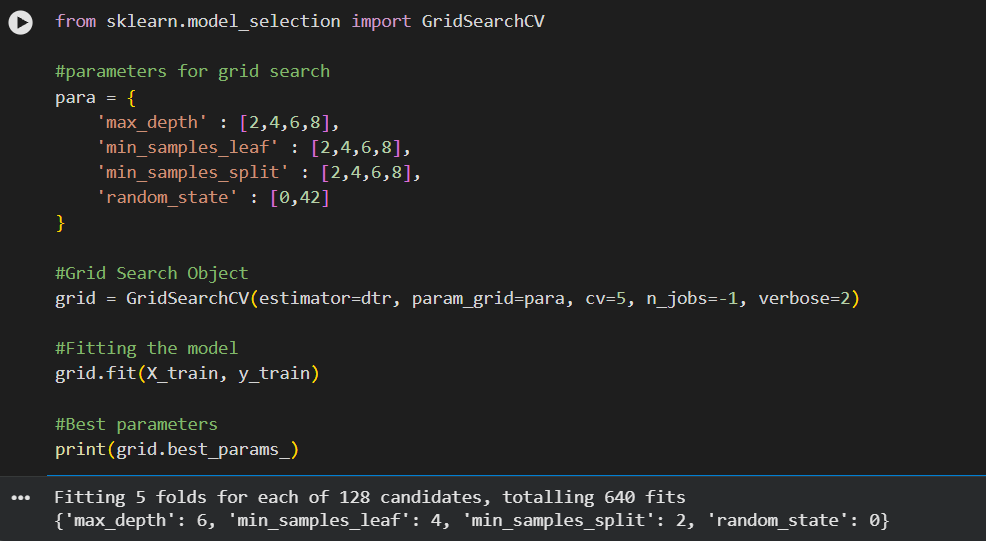 from sklearn.model_selection import GridSearchCV
#parameters for grid search
para = {
    'max_depth' : [2,4,6,8],
    'min_samples_leaf' : [2,4,6,8],
    'min_samples_split' : [2,4,6,8],
    'random_state' : [0,42]
}
#Grid Search Object
grid = GridSearchCV(estimator=dtr, param_grid=para, cv=5, n_jobs=-1, verbose=2)
#Fitting the model
grid.fit(X_train, y_train)
#Best parameters
print(grid.best_params_)
Fitting 5 folds for each of 128 candidates, totalling 640 fits
{'max_depth': 6, 'min_samples_leaf': 4, 'min_samples_split': 2, 'random_state': 0}